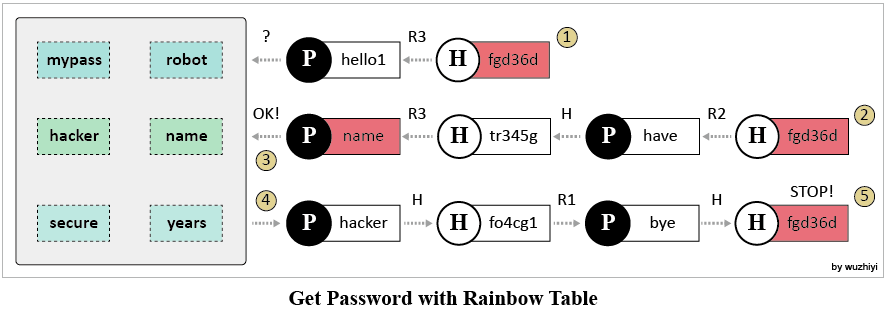 mypass robot
? P hello1 R3 H fgd36d 1
hacker name
OK! 3 P name R3 H tr345g H P have R2 H fgd36d 2
secure years
4 P hacker H H fo4cg1 R1 P bye H H fgd36d STOP! 5
by wuzhiyi
Get Password with Rainbow Table